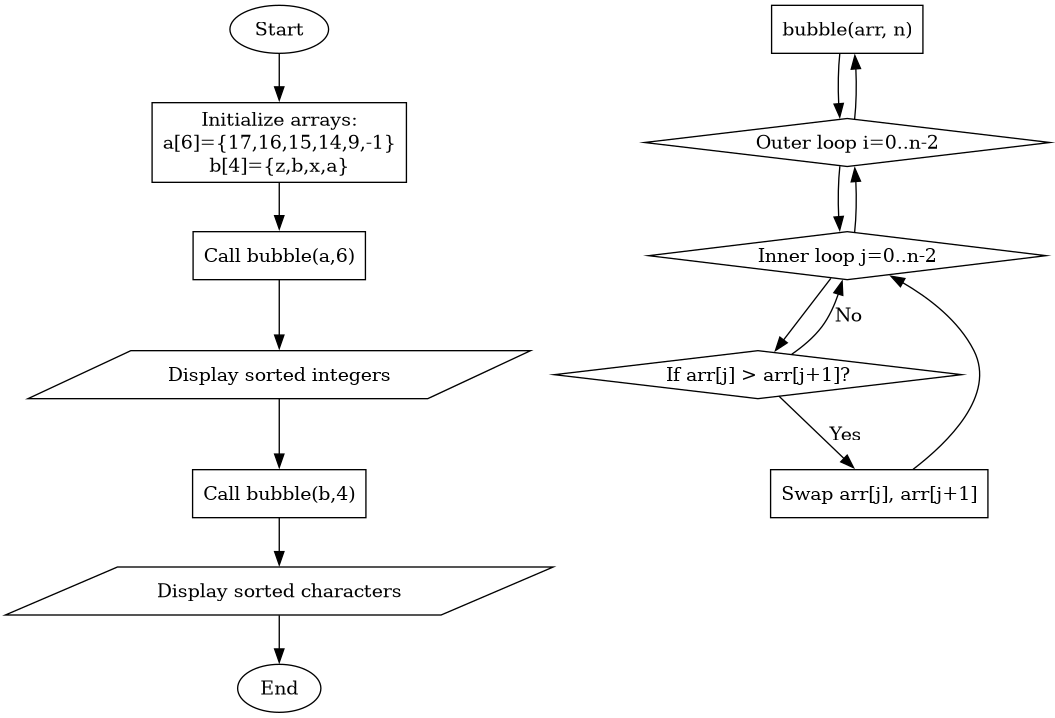 Start
Initialize arrays:
a[6]={17,16,15,14,9,-1}
b[4]={z,b,x,a}
Call bubble(a,6)
Display sorted integers
Call bubble(b,4)
Display sorted characters
End
bubble(arr, n)
Outer loop i=0..n-2
Inner loop j=0..n-2
No
If arr[j] > arr[j+1]?
Yes
Swap arr[j], arr[j+1]